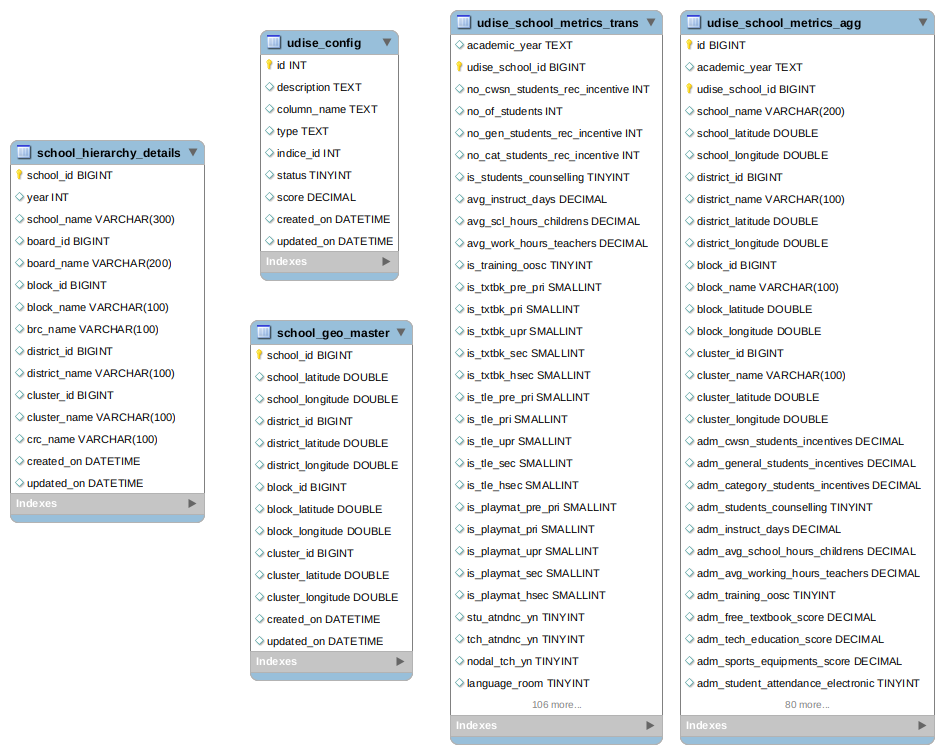 school_hierarchy_details
school_id BIGINT
year INT
school_name VARCHAR(300)
board_id BIGINT
board_name VARCHAR(200)
block_id BIGINT
block_name VARCHAR(100)
brc_name VARCHAR(100)
district_id BIGINT
district_name VARCHAR(100)
cluster_id BIGINT
cluster_name VARCHAR(100)
crc_name VARCHAR(100)
created_on DATETIME
updated_on DATETIME
Indexes
udise_config
id INT
description TEXT
column_name TEXT
type TEXT
indice_id INT
status TINYINT
score DECIMAL
created_on DATETIME
updated_on DATETIME
Indexes
school_geo_master
school_id BIGINT
school_latitude DOUBLE
school_longitude DOUBLE
district_id BIGINT
district_latitude DOUBLE
district_longitude DOUBLE
block_id BIGINT
block_latitude DOUBLE
block_longitude DOUBLE
cluster_id BIGINT
cluster_latitude DOUBLE
cluster_longitude DOUBLE
created_on DATETIME
updated_on DATETIME
Indexes
udise_school_metrics_trans
academic_year TEXT
udise_school_id BIGINT
no_cwsn_students_rec_incentive INT
no_of_students INT
no_gen_students_rec_incentive INT
no_cat_students_rec_incentive INT
is_students_counselling TINYINT
avg_instruct_days DECIMAL
avg_scl_hours_childrens DECIMAL
avg_work_hours_teachers DECIMAL
is_training_oosc TINYINT
is_txtbk_pre_pri SMALLINT
is_txtbk_pri SMALLINT
is_txtbk_upr SMALLINT
is_txtbk_sec SMALLINT
is_txtbk_hsec SMALLINT
is_tle_pre_pri SMALLINT
is_tle_pri SMALLINT
is_tle_upr SMALLINT
is_tle_sec SMALLINT
is_tle_hsec SMALLINT
is_playmat_pre_pri SMALLINT
is_playmat_pri SMALLINT
is_playmat_upr SMALLINT
is_playmat_sec SMALLINT
is_playmat_hsec SMALLINT
stu_atndnc_yn TINYINT
tch_atndnc_yn TINYINT
nodal_tch_yn TINYINT
language_room TINYINT
106 more...
Indexes
udise_school_metrics_agg
id BIGINT
academic_year TEXT
udise_school_id BIGINT
school_name VARCHAR(200)
school_latitude DOUBLE
school_longitude DOUBLE
district_id BIGINT
district_name VARCHAR(100)
district_latitude DOUBLE
district_longitude DOUBLE
block_id BIGINT
block_name VARCHAR(100)
block_latitude DOUBLE
block_longitude DOUBLE
cluster_id BIGINT
cluster_name VARCHAR(100)
cluster_latitude DOUBLE
cluster_longitude DOUBLE
adm_cwsn_students_incentives DECIMAL
adm_general_students_incentives DECIMAL
adm_category_students_incentives DECIMAL
adm_students_counselling TINYINT
adm_instruct_days DECIMAL
adm_avg_school_hours_childrens DECIMAL
adm_avg_working_hours_teachers DECIMAL
adm_training_oosc TINYINT
adm_free_textbook_score DECIMAL
adm_tech_education_score DECIMAL
adm_sports_equipments_score DECIMAL
adm_student_attendance_electronic TINYINT
80 more...
Indexes